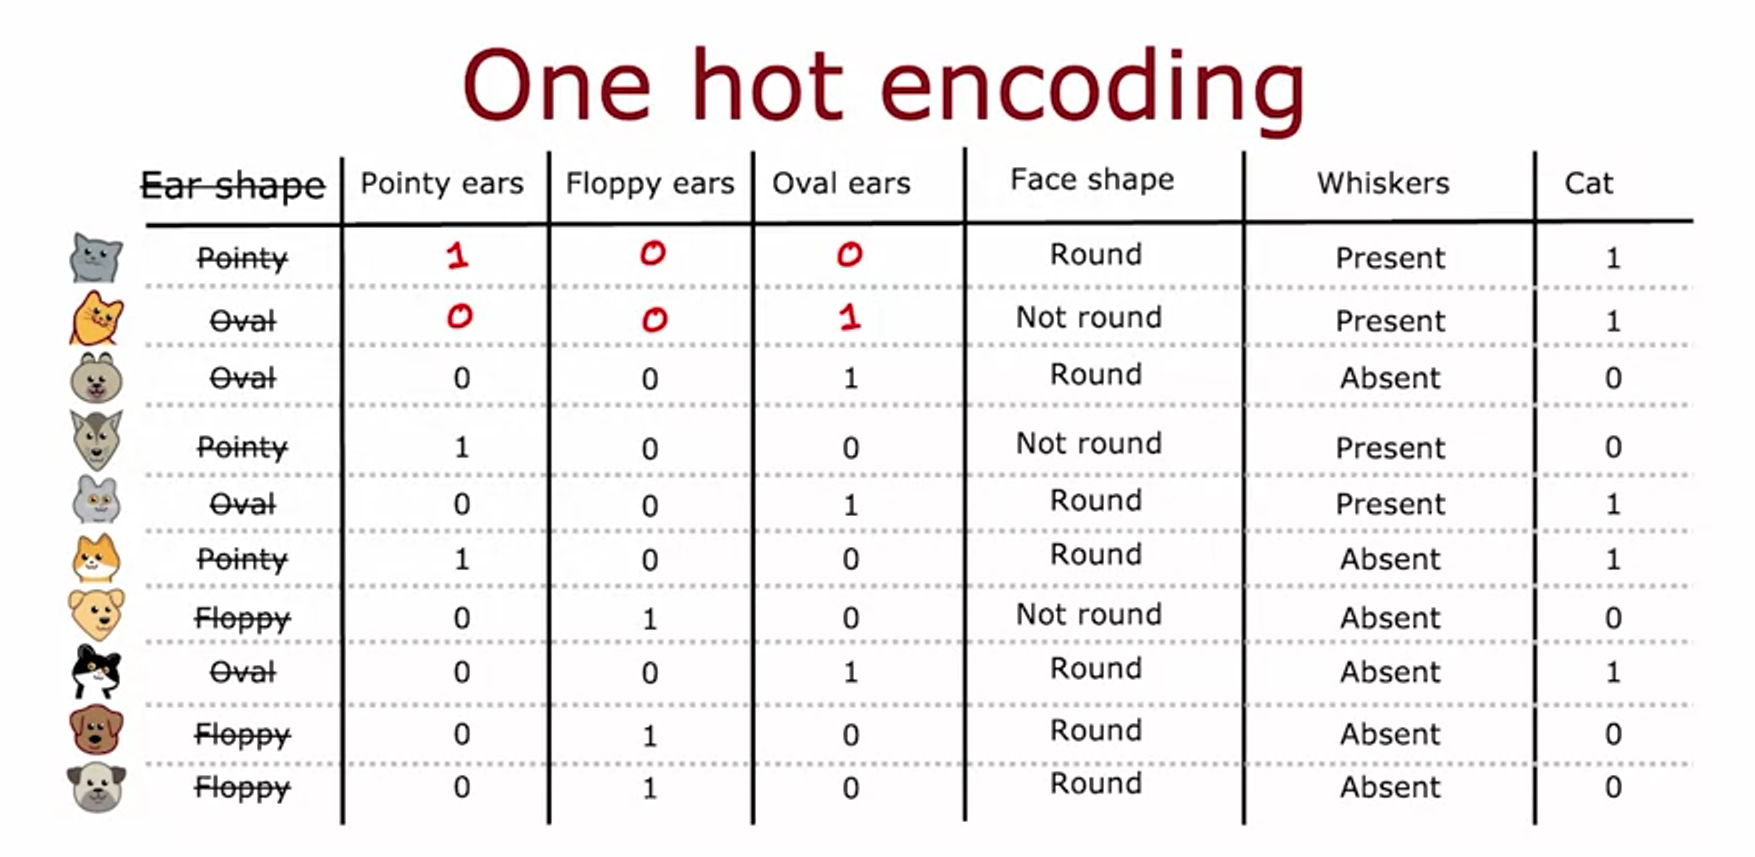 One hot encoding
Ear shape Pointy ears Floppy ears Oval ears Face shape Whiskers Cat
Pointy 1 0 0 Round Present 1
Oval 0 0 1 Not round Present 1
Oval 0 0 1 Round Absent 0
Pointy 1 0 0 Not round Present 0
Oval 0 0 1 Round Present 1
Pointy 1 0 0 Round Absent 1
Floppy 0 1 0 Not round Absent 0
Oval 0 0 1 Round Absent 1
Floppy 0 1 0 Round Absent 0
Floppy 0 1 0 Round Absent 0